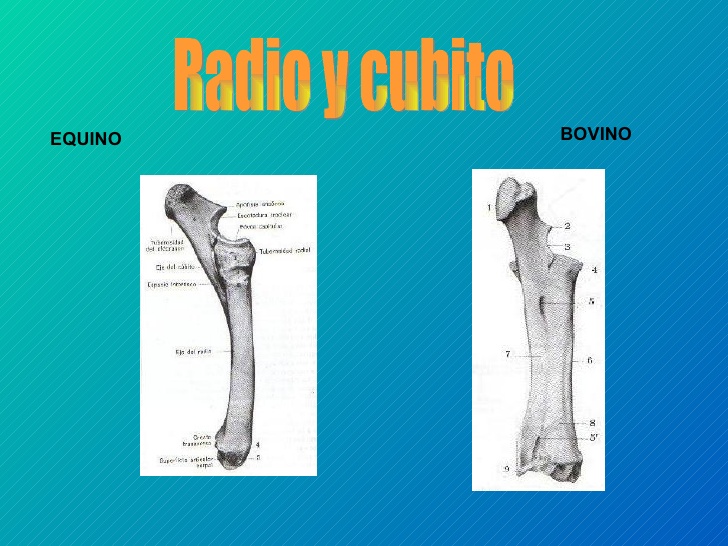 Radio y cubito
EQUINO
BOVINO
Apófisis ancónea
Escotadura troclear
Fóvea capitular
Tuberosidad
del olécranon
Tuberosidad radial
Eje del cúbito
Espacio interóseo
Eje del radio
Cresta
transversa
4
Superficie articular
carpal
3
1
2
3
4
5
7
6
8
5'
9